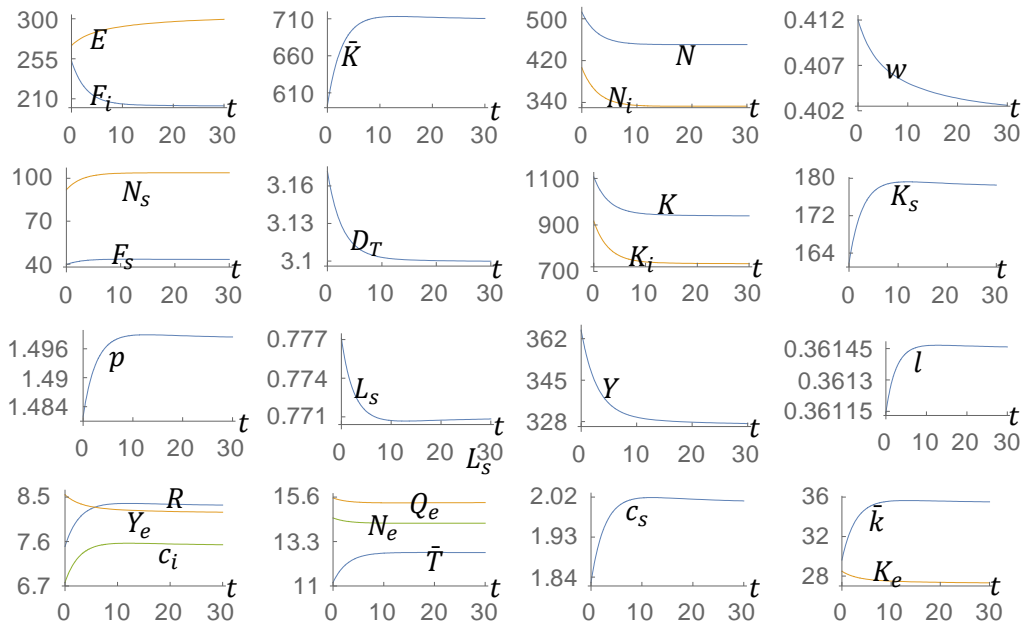 300
255
210
E
F_i
0 10 20 30
t
710
660
610
K̄
0 10 20 30
t
500
420
340
N
N_i
0 10 20 30
t
0.412
0.407
0.402
w
0 10 20 30
t
100
70
40
N_s
F_s
0 10 20 30
t
3.16
3.13
3.1
D_T
0 10 20 30
t
1100
900
700
K
K_i
0 10 20 30
t
180
172
164
K_s
0 10 20 30
t
1.496
1.49
1.484
p
0 10 20 30
t
0.777
0.774
0.771
L_s
0 10 20 30
L_s
362
345
328
Y
0 10 20 30
t
0.36145
0.3613
0.36115
l
0 10 20 30
t
8.5
7.6
6.7
R
Y_e
c_i
0 10 20 30
t
15.6
13.3
11
Q_e
N_e
T̄
0 10 20 30
t
2.02
1.93
1.84
c_s
0 10 20 30
t
36
32
28
k̄
K_e
0 10 20 30
t